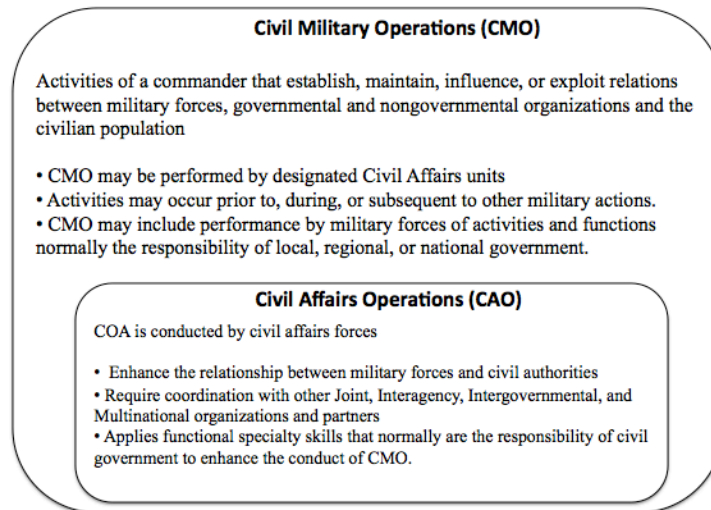 Civil Military Operations (CMO)
Activities of a commander that establish, maintain, influence, or exploit relations
between military forces, governmental and nongovernmental organizations and the
civilian population
• CMO may be performed by designated Civil Affairs units
• Activities may occur prior to, during, or subsequent to other military actions.
• CMO may include performance by military forces of activities and functions
normally the responsibility of local, regional, or national government.
Civil Affairs Operations (CAO)
COA is conducted by civil affairs forces
• Enhance the relationship between military forces and civil authorities
• Require coordination with other Joint, Interagency, Intergovernmental, and
Multinational organizations and partners
• Applies functional specialty skills that normally are the responsibility of civil
government to enhance the conduct of CMO.